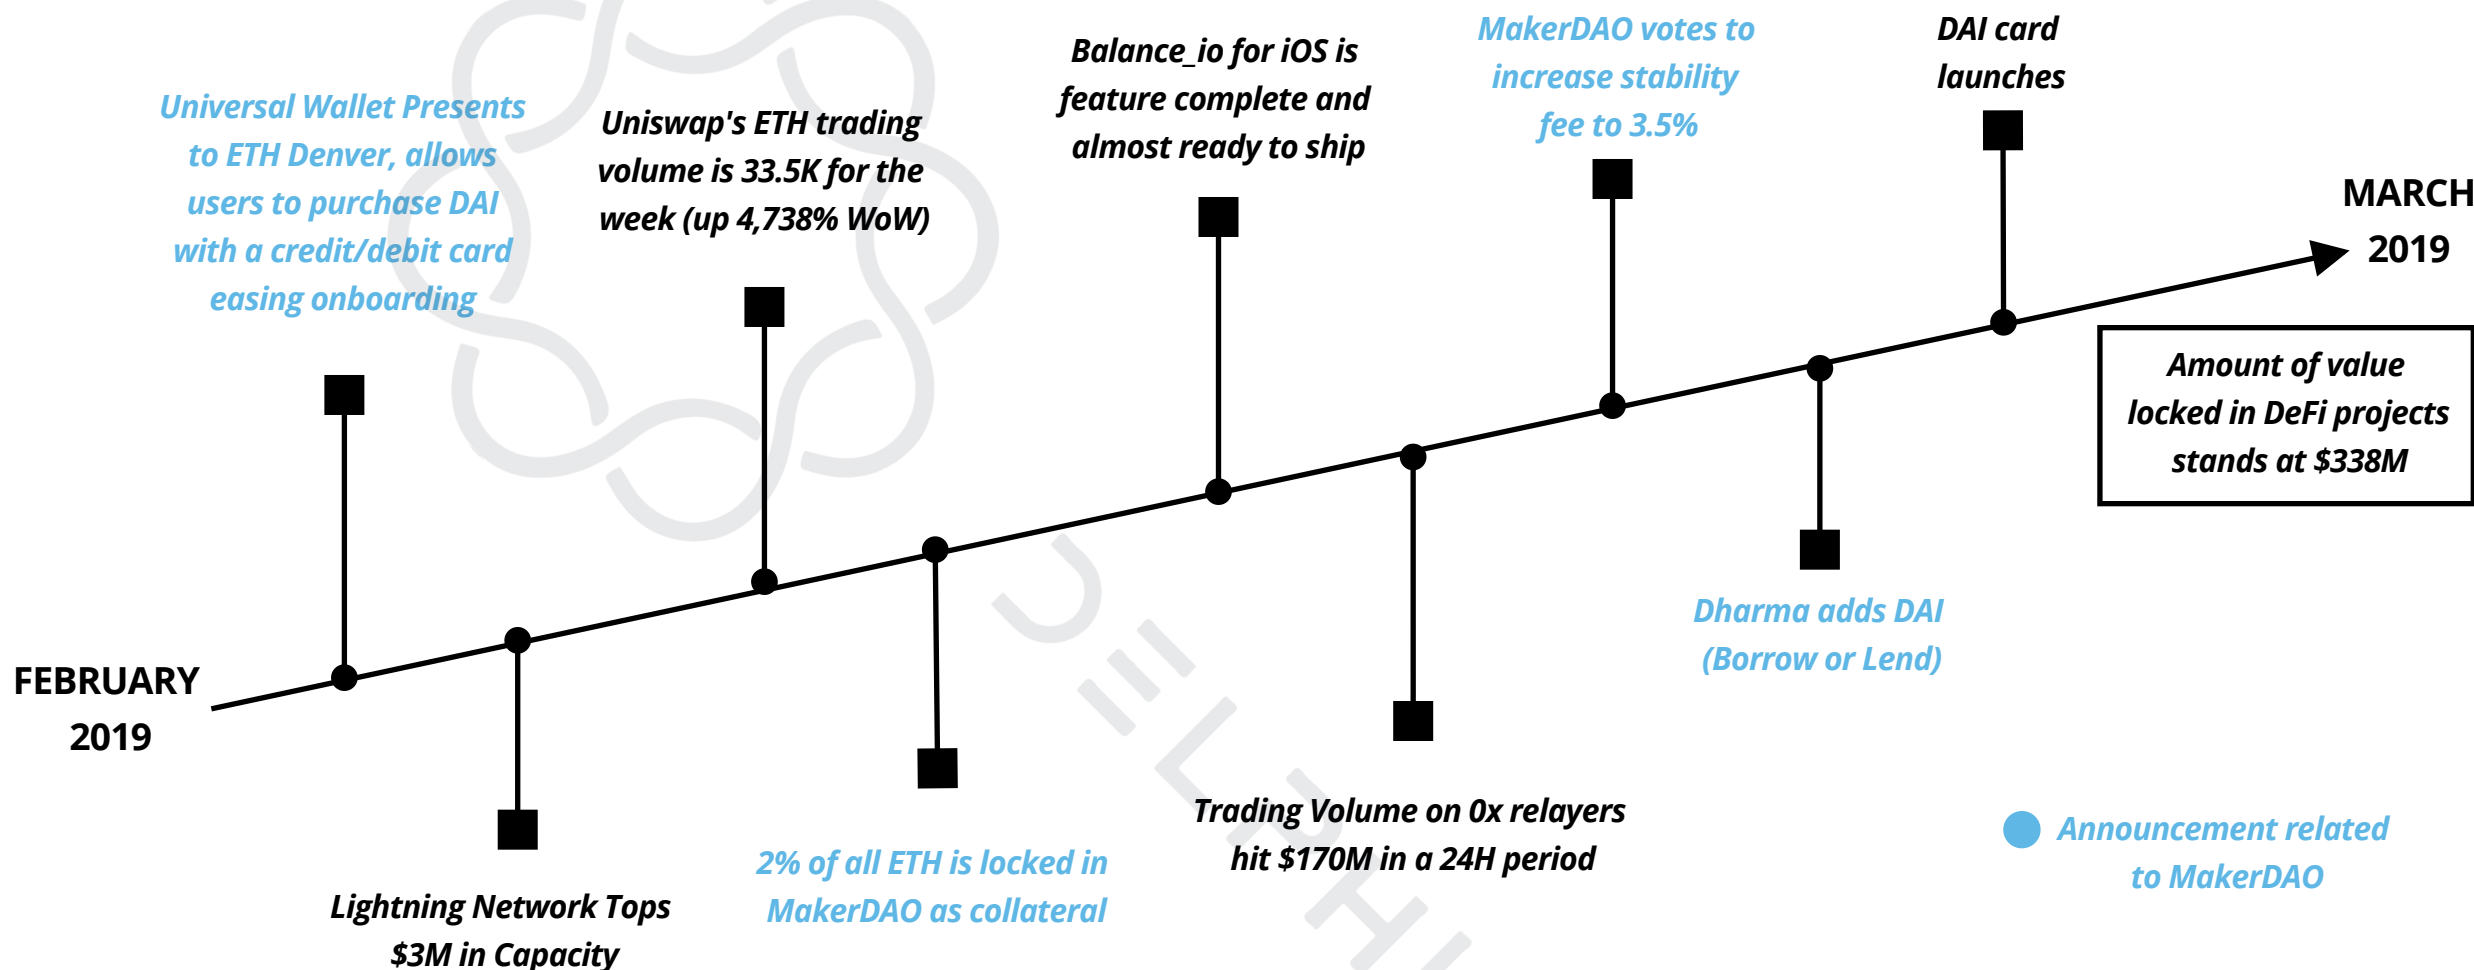 Universal Wallet Presents
to ETH Denver, allows
users to purchase DAI
with a credit/debit card
easing onboarding
Uniswap's ETH trading
volume is 33.5K for the
week (up 4,738% WoW)
Balance_io for iOS is
feature complete and
almost ready to ship
MakerDAO votes to
increase stability
fee to 3.5%
DAI card
launches
MARCH
2019
Amount of value
locked in DeFi projects
stands at $338M
FEBRUARY
2019
Lightning Network Tops
$3M in Capacity
2% of all ETH is locked in
MakerDAO as collateral
Trading Volume on 0x relayers
hit $170M in a 24H period
Dharma adds DAI
(Borrow or Lend)
Announcement related
to MakerDAO
DELPHI